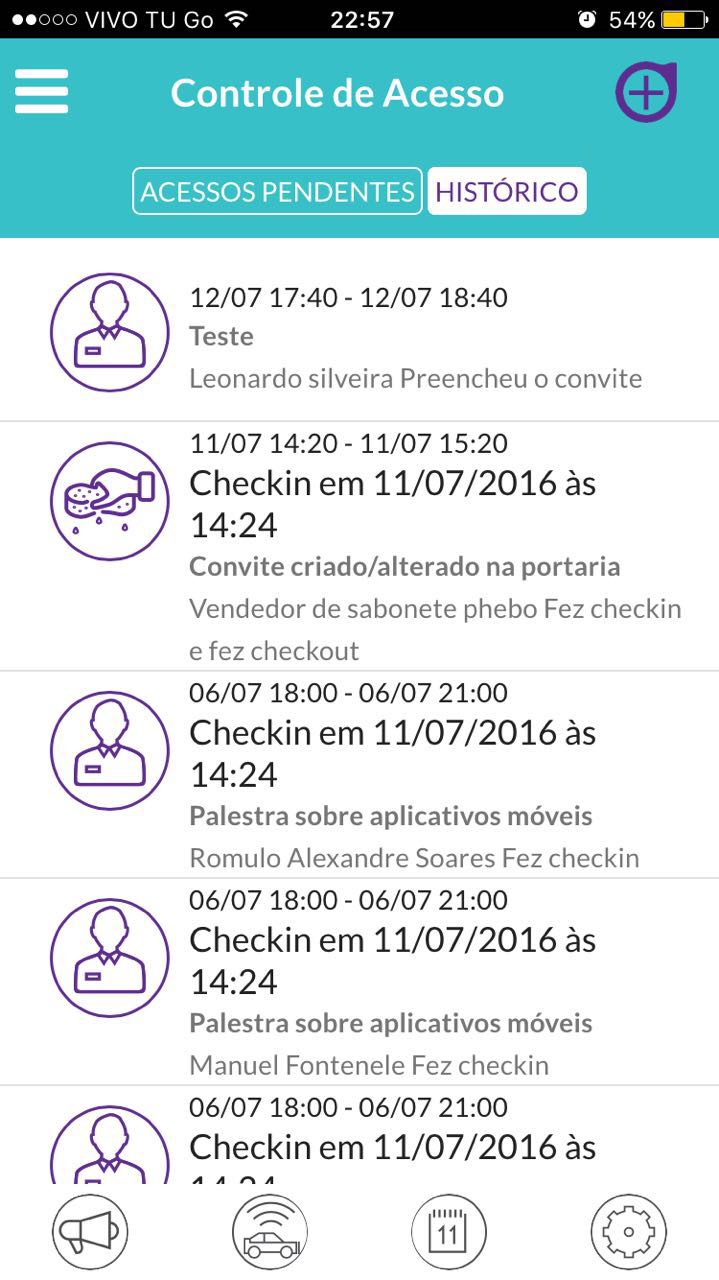 VIVO TU Go 22:57 54%
Controle de Acesso
ACESSOS PENDENTES HISTÓRICO
12/07 17:40 - 12/07 18:40
Teste
Leonardo silveira Preencheu o convite
11/07 14:20 - 11/07 15:20
Checkin em 11/07/2016 às
14:24
Convite criado/alterado na portaria
Vendedor de sabonete phebo Fez checkin
e fez checkout
06/07 18:00 - 06/07 21:00
Checkin em 11/07/2016 às
14:24
Palestra sobre aplicativos móveis
Romulo Alexandre Soares Fez checkin
06/07 18:00 - 06/07 21:00
Checkin em 11/07/2016 às
14:24
Palestra sobre aplicativos móveis
Manuel Fontenele Fez checkin
06/07 18:00 - 06/07 21:00
Checkin em 11/07/2016 às
11